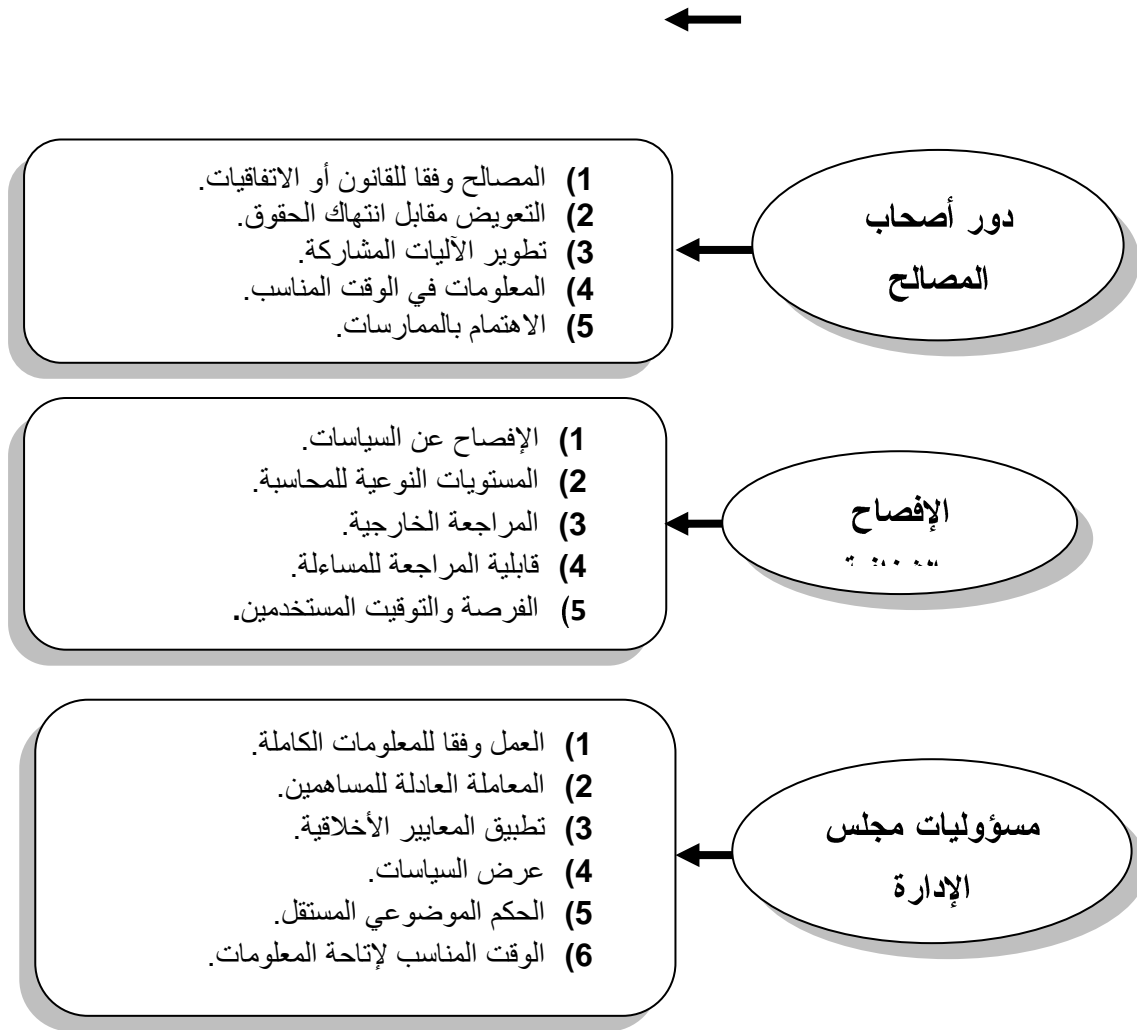 دور أصحاب
المصالح
1) المصالح وفقا للقانون أو الاتفاقيات.
2) التعويض مقابل انتهاك الحقوق.
3) تطوير الآليات المشاركة.
4) المعلومات في الوقت المناسب.
5) الاهتمام بالممارسات.
الإفصاح
1) الإفصاح عن السياسات.
2) المستويات النوعية للمحاسبة.
3) المراجعة الخارجية.
4) قابلية المراجعة للمساءلة.
5) الفرصة والتوقيت المستخدمين.
مسؤوليات مجلس
الإدارة
1) العمل وفقا للمعلومات الكاملة.
2) المعاملة العادلة للمساهمين.
3) تطبيق المعايير الأخلاقية.
4) عرض السياسات.
5) الحكم الموضوعي المستقل.
6) الوقت المناسب لإتاحة المعلومات.